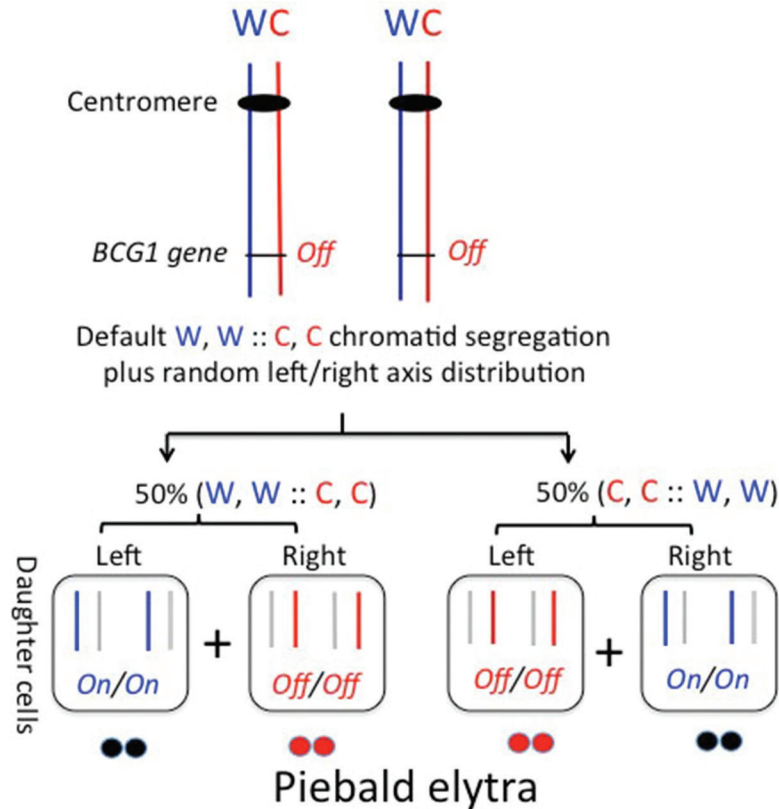 WC WC
Centromere
BCG1 gene Off Off
Default W, W :: C, C chromatid segregation
plus random left/right axis distribution
50% (W, W :: C, C) 50% (C, C :: W, W)
Left Right Left Right
Daughter cells
+ +
On/On Off/Off Off/Off On/On
Piebald elytra